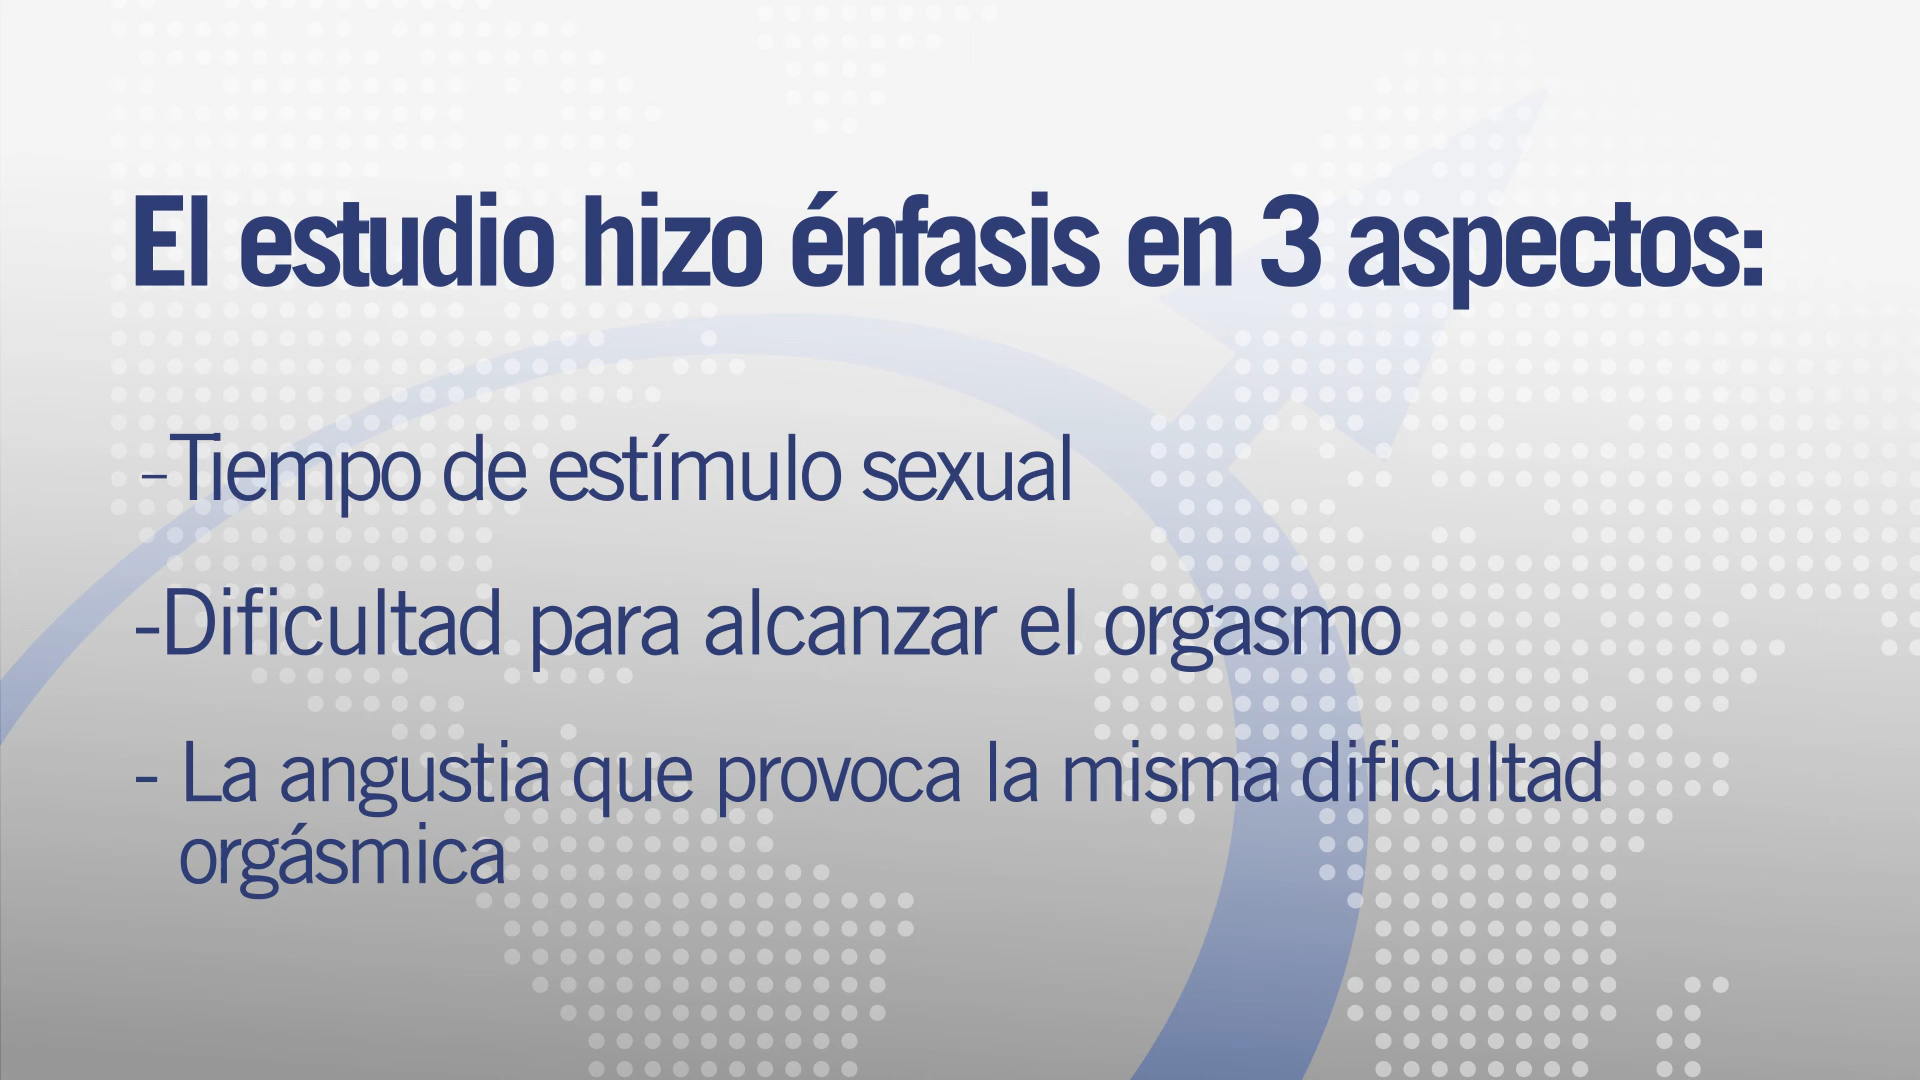 El estudio hizo énfasis en 3 aspectos:
-Tiempo de estímulo sexual
-Dificultad para alcanzar el orgasmo
- La angustia que provoca la misma dificultad
orgásmica